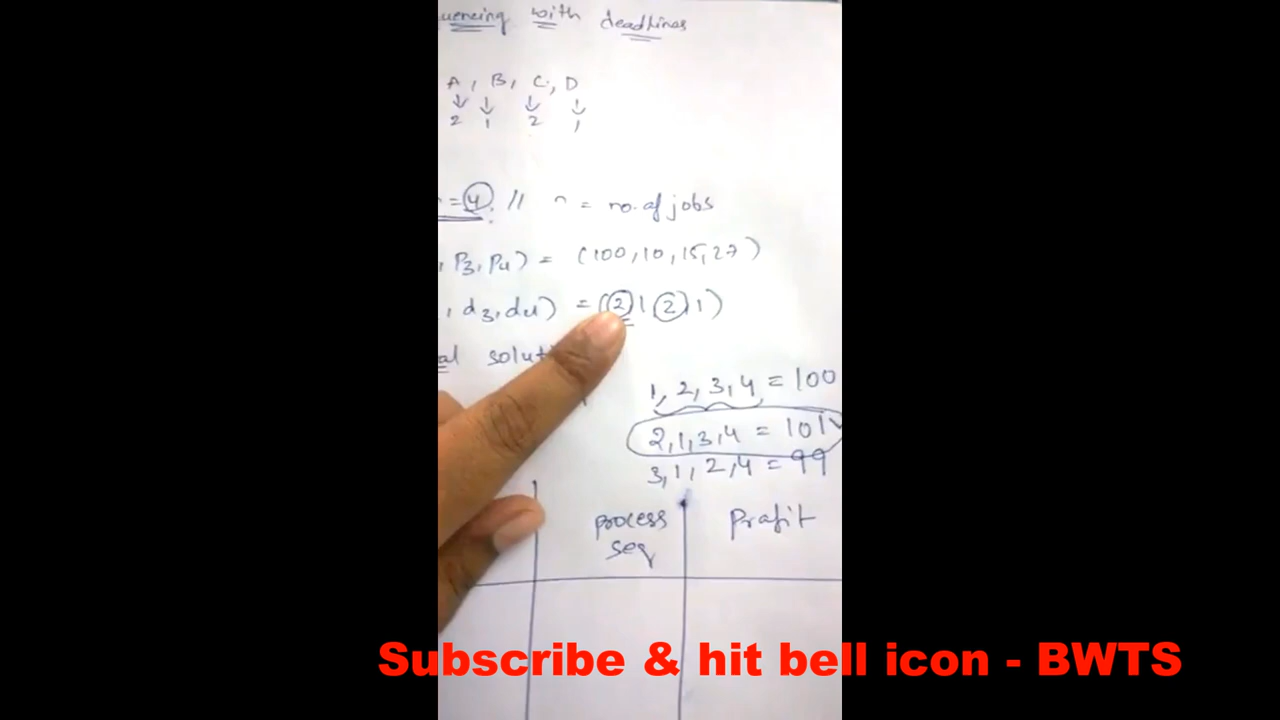 uencing with deadlines
A, B, C, D
↓ ↓ ↓ ↓
2 1 2 1
= 4 // n = no. of jobs
, P3, P4) = (100, 10, 15, 27)
, d3, d4) = (2, 1, 2, 1)
al solut
1, 2, 3, 4 = 100
2, 1, 3, 4 = 101
3, 1, 2, 4 = 99
process seq
Profit
Subscribe & hit bell icon - BWTS